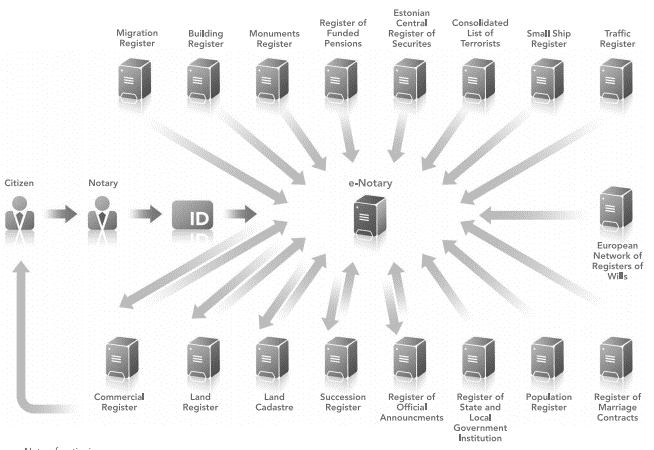 Migration
Register
Building
Register
Monuments
Register
Register of
Funded
Pensions
Estonian
Central
Register of
Securites
Consolidated
List of
Terrorists
Small Ship
Register
Traffic
Register
Citizen
Notary
ID
e-Notary
European
Network of
Registers of
Wills
Commercial
Register
Land
Register
Land
Cadastre
Succession
Register
Register of
Official
Announcments
Register of
State and
Local
Government
Institution
Population
Register
Register of
Marriage
Contracts